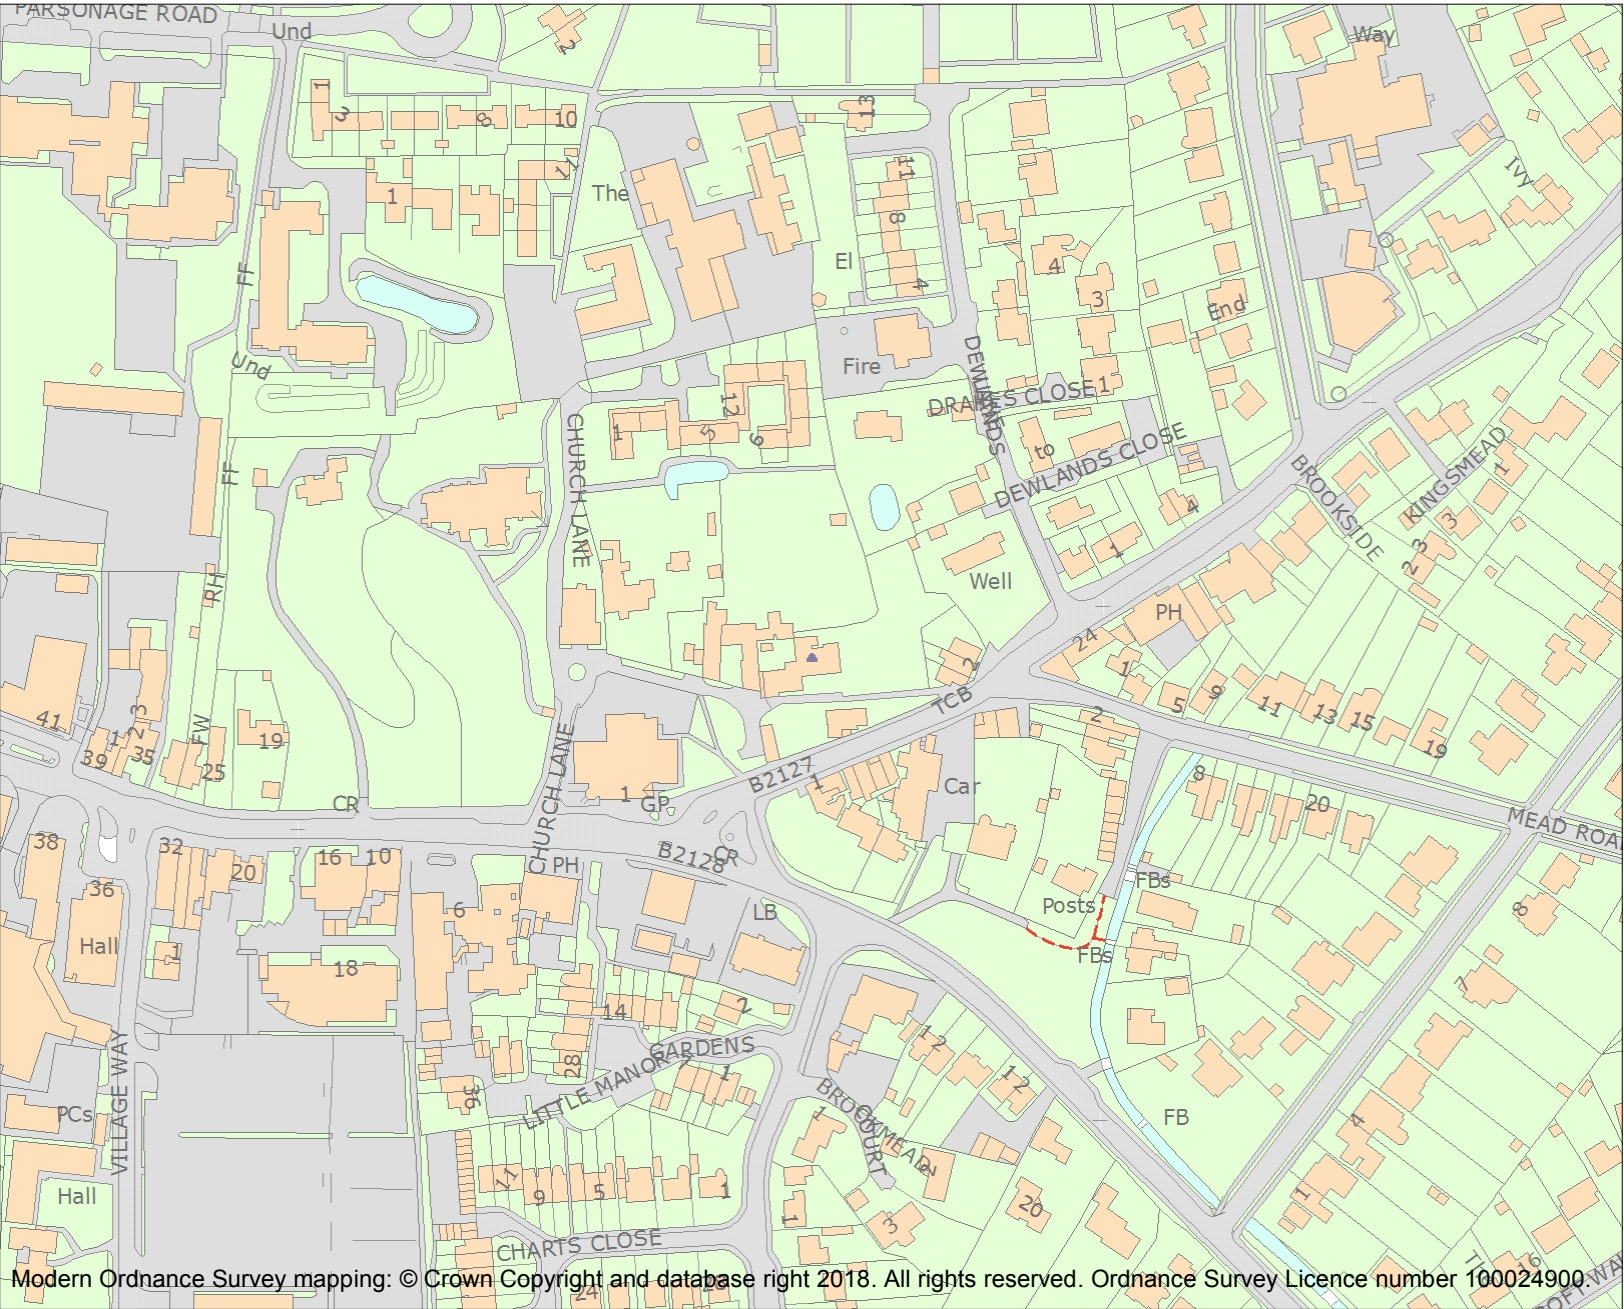 PARSONAGE ROAD
Und
2
Way
1
3
8
10
13
11
11
The
Ivy
1
8
El
4
FF
4
3
End
Und
Fire
DEWLANDS
DRAKES CLOSE
1
12
1
5
6
CHURCH LANE
to
DEWLANDS CLOSE
BROOKSIDE
KINGSMEAD
1
FF
4
3
1
3
2
Well
RH
PH
24
1
2
TCB
5
9
11
13
15
19
41
3
2
1
FW
39
35
19
25
2
CHURCH LANE
B2127
1
GP
1
Car
8
20
CR
MEAD ROAD
38
32
20
16
10
PH
B2128
CR
36
FBs
6
LB
Posts
8
Hall
1
18
FBs
7
14
2
12
28
GARDENS
LITTLE MANOR
7
1
12
36
VILLAGE WAY
PCs
BROOKMEAD
COURT
1
FB
4
2
11
9
5
1
Hall
1
3
20
1
CHARTS CLOSE
16
24
23
Modern Ordnance Survey mapping: © Crown Copyright and database right 2018. All rights reserved. Ordnance Survey Licence number 100024900.